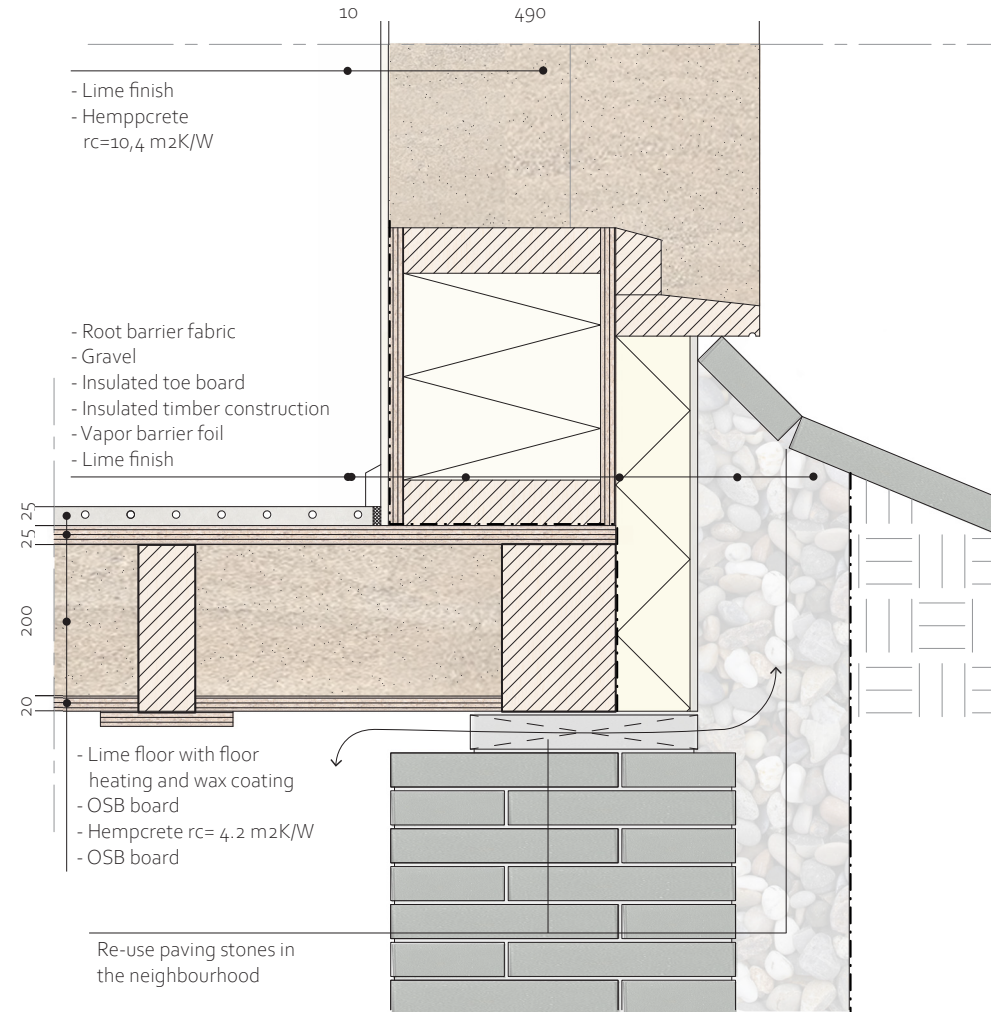 10
490
- Lime finish
- Hemppcrete
rc=10,4 m2K/W
- Root barrier fabric
- Gravel
- Insulated toe board
- Insulated timber construction
- Vapor barrier foil
- Lime finish
25
25
200
20
- Lime floor with floor
heating and wax coating
- OSB board
- Hempcrete rc= 4.2 m2K/W
- OSB board
Re-use paving stones in
the neighbourhood